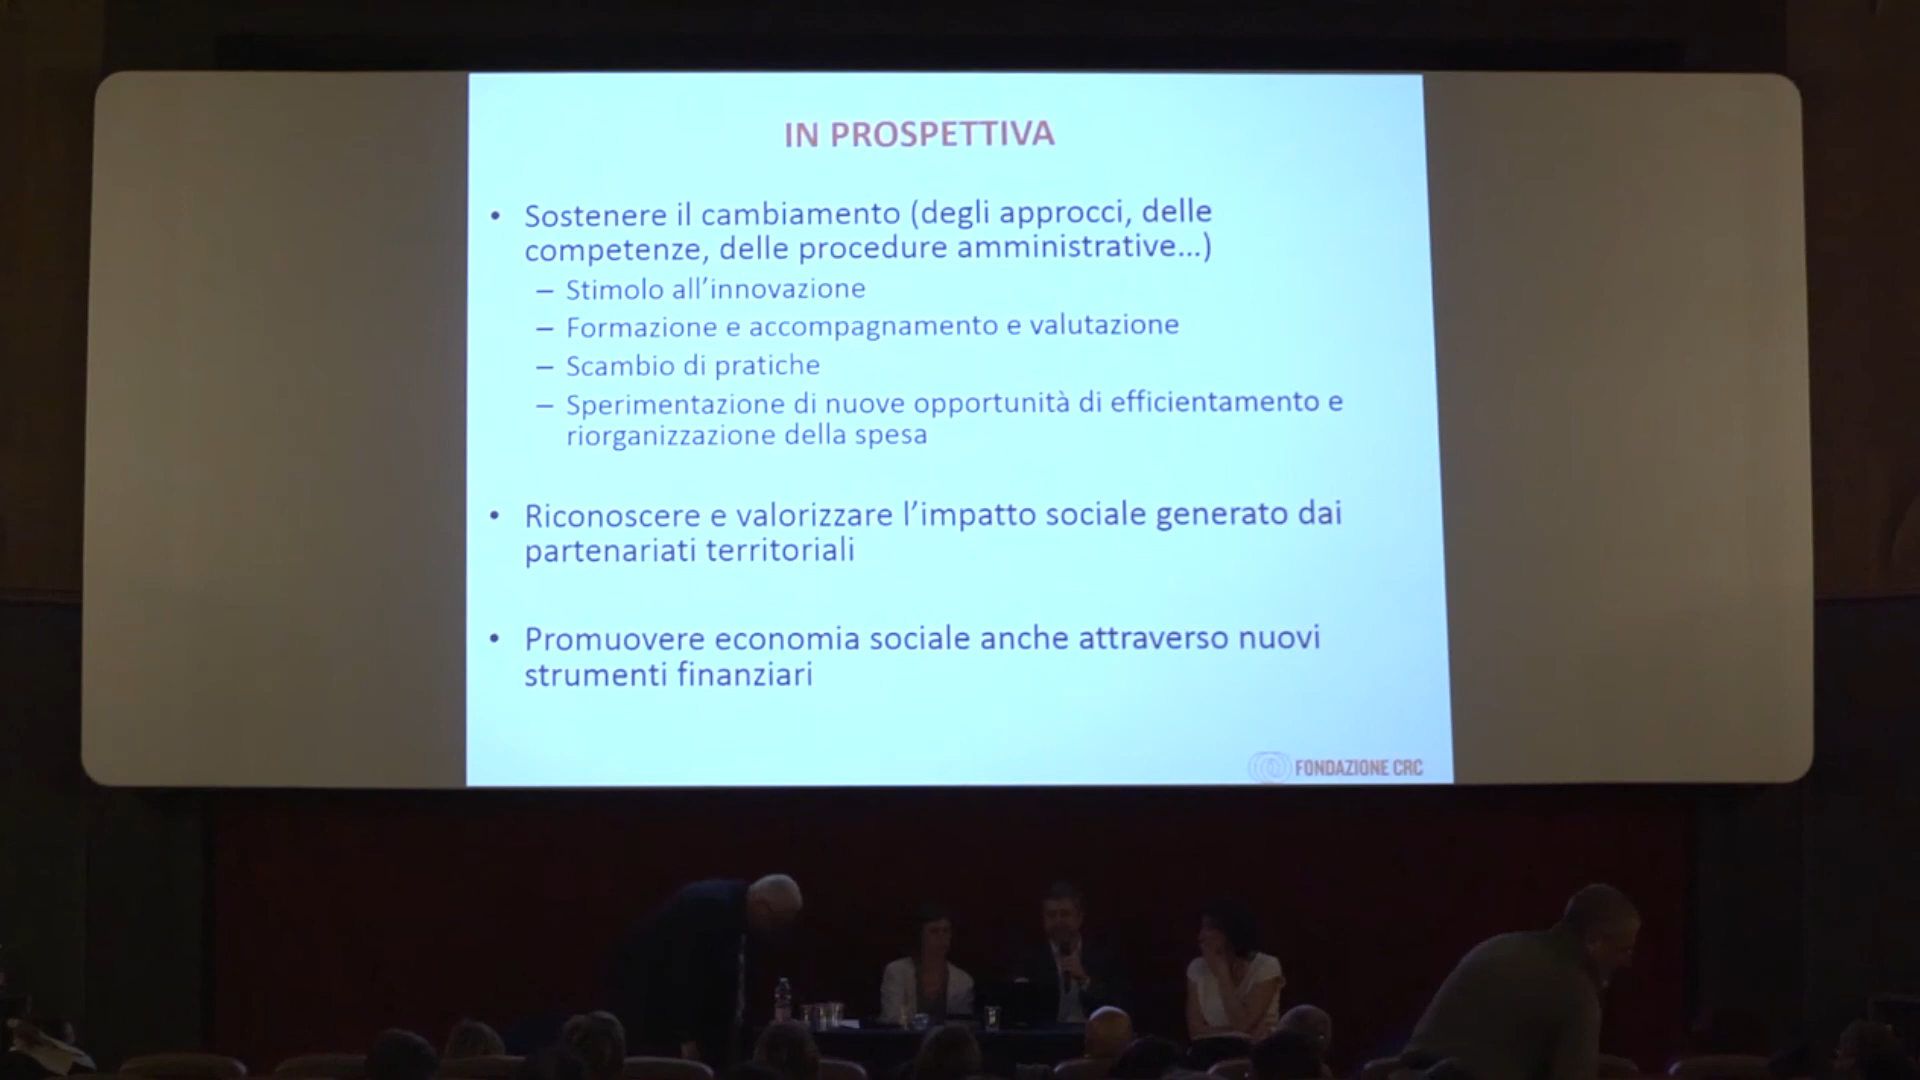 IN PROSPETTIVA
• Sostenere il cambiamento (degli approcci, delle
competenze, delle procedure amministrative...)
– Stimolo all'innovazione
– Formazione e accompagnamento e valutazione
– Scambio di pratiche
– Sperimentazione di nuove opportunità di efficientamento e
riorganizzazione della spesa
• Riconoscere e valorizzare l'impatto sociale generato dai
partenariati territoriali
• Promuovere economia sociale anche attraverso nuovi
strumenti finanziari
FONDAZIONE CRC